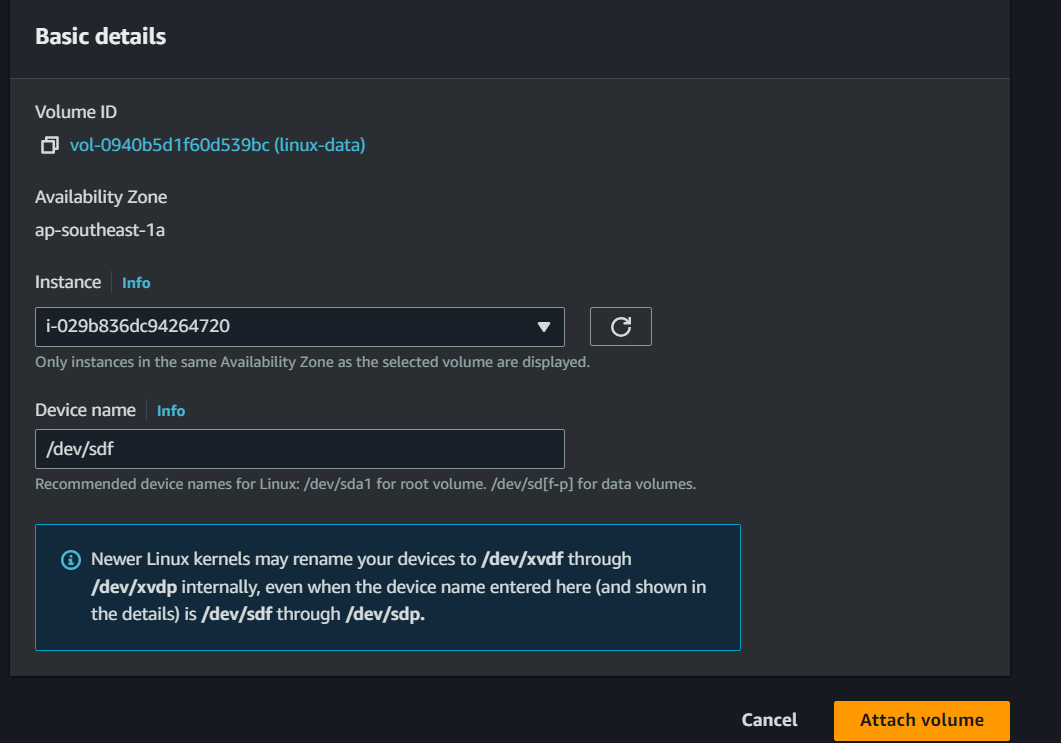 Basic details
Volume ID
vol-0940b5d1f60d539bc (linux-data)
Availability Zone
ap-southeast-1a
Instance Info
i-029b836dc94264720
Only instances in the same Availability Zone as the selected volume are displayed.
Device name Info
/dev/sdf
Recommended device names for Linux: /dev/sda1 for root volume. /dev/sd[f-p] for data volumes.
Newer Linux kernels may rename your devices to /dev/xvdf through
/dev/xvdp internally, even when the device name entered here (and shown in
the details) is /dev/sdf through /dev/sdp.
Cancel Attach volume